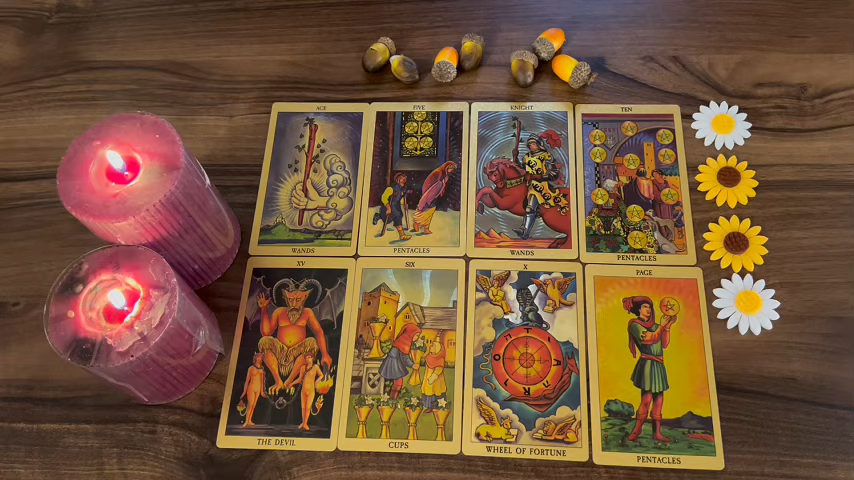 ACE
WANDS
FIVE
PENTACLES
KNIGHT
WANDS
TEN
PENTACLES
XV
THE DEVIL
SIX
CUPS
X
WHEEL OF FORTUNE
PAGE
PENTACLES